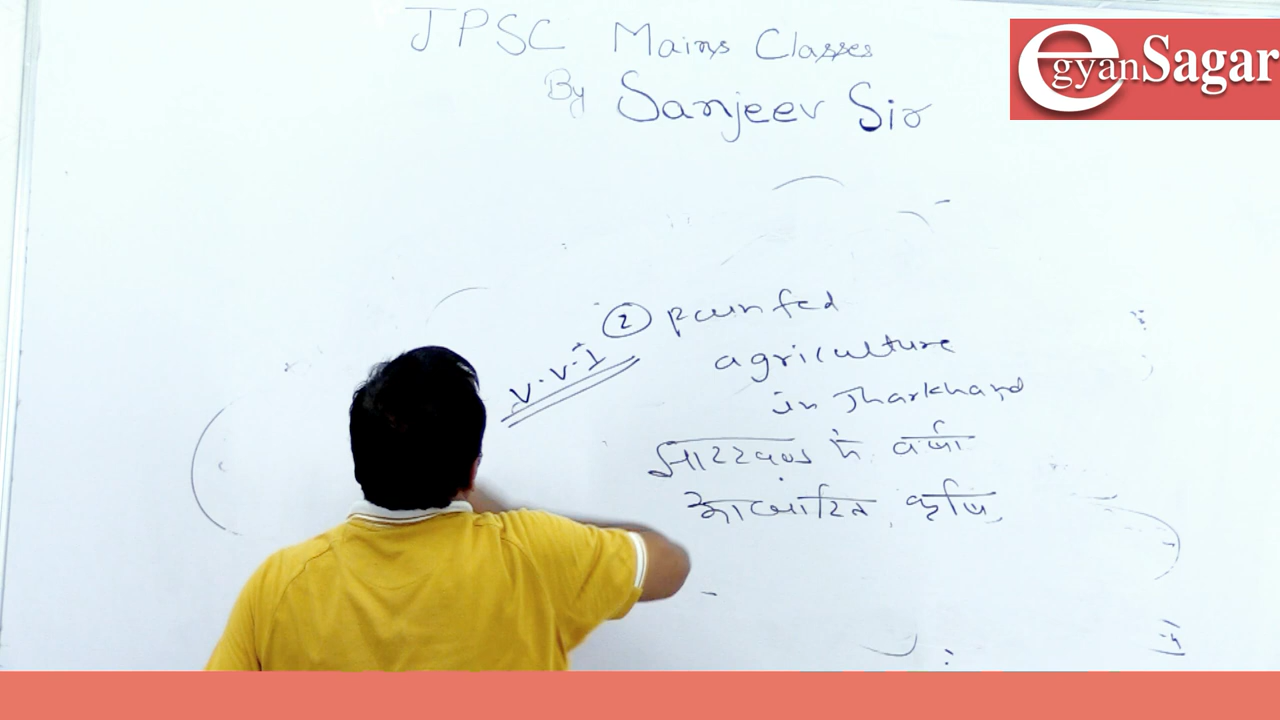 JPSC Mains Classes
By Sanjeev Sir
egyanSagar
② Rainfed
V.V.I
agriculture
in Jharkhand
झारखण्ड में वर्षा
आधारित कृषि